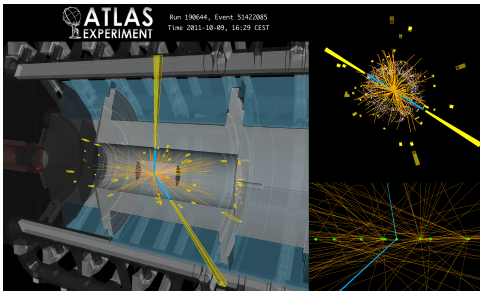 ATLAS
EXPERIMENT
Run 190644, Event 51422085
Time 2011-10-09, 16:29 CEST